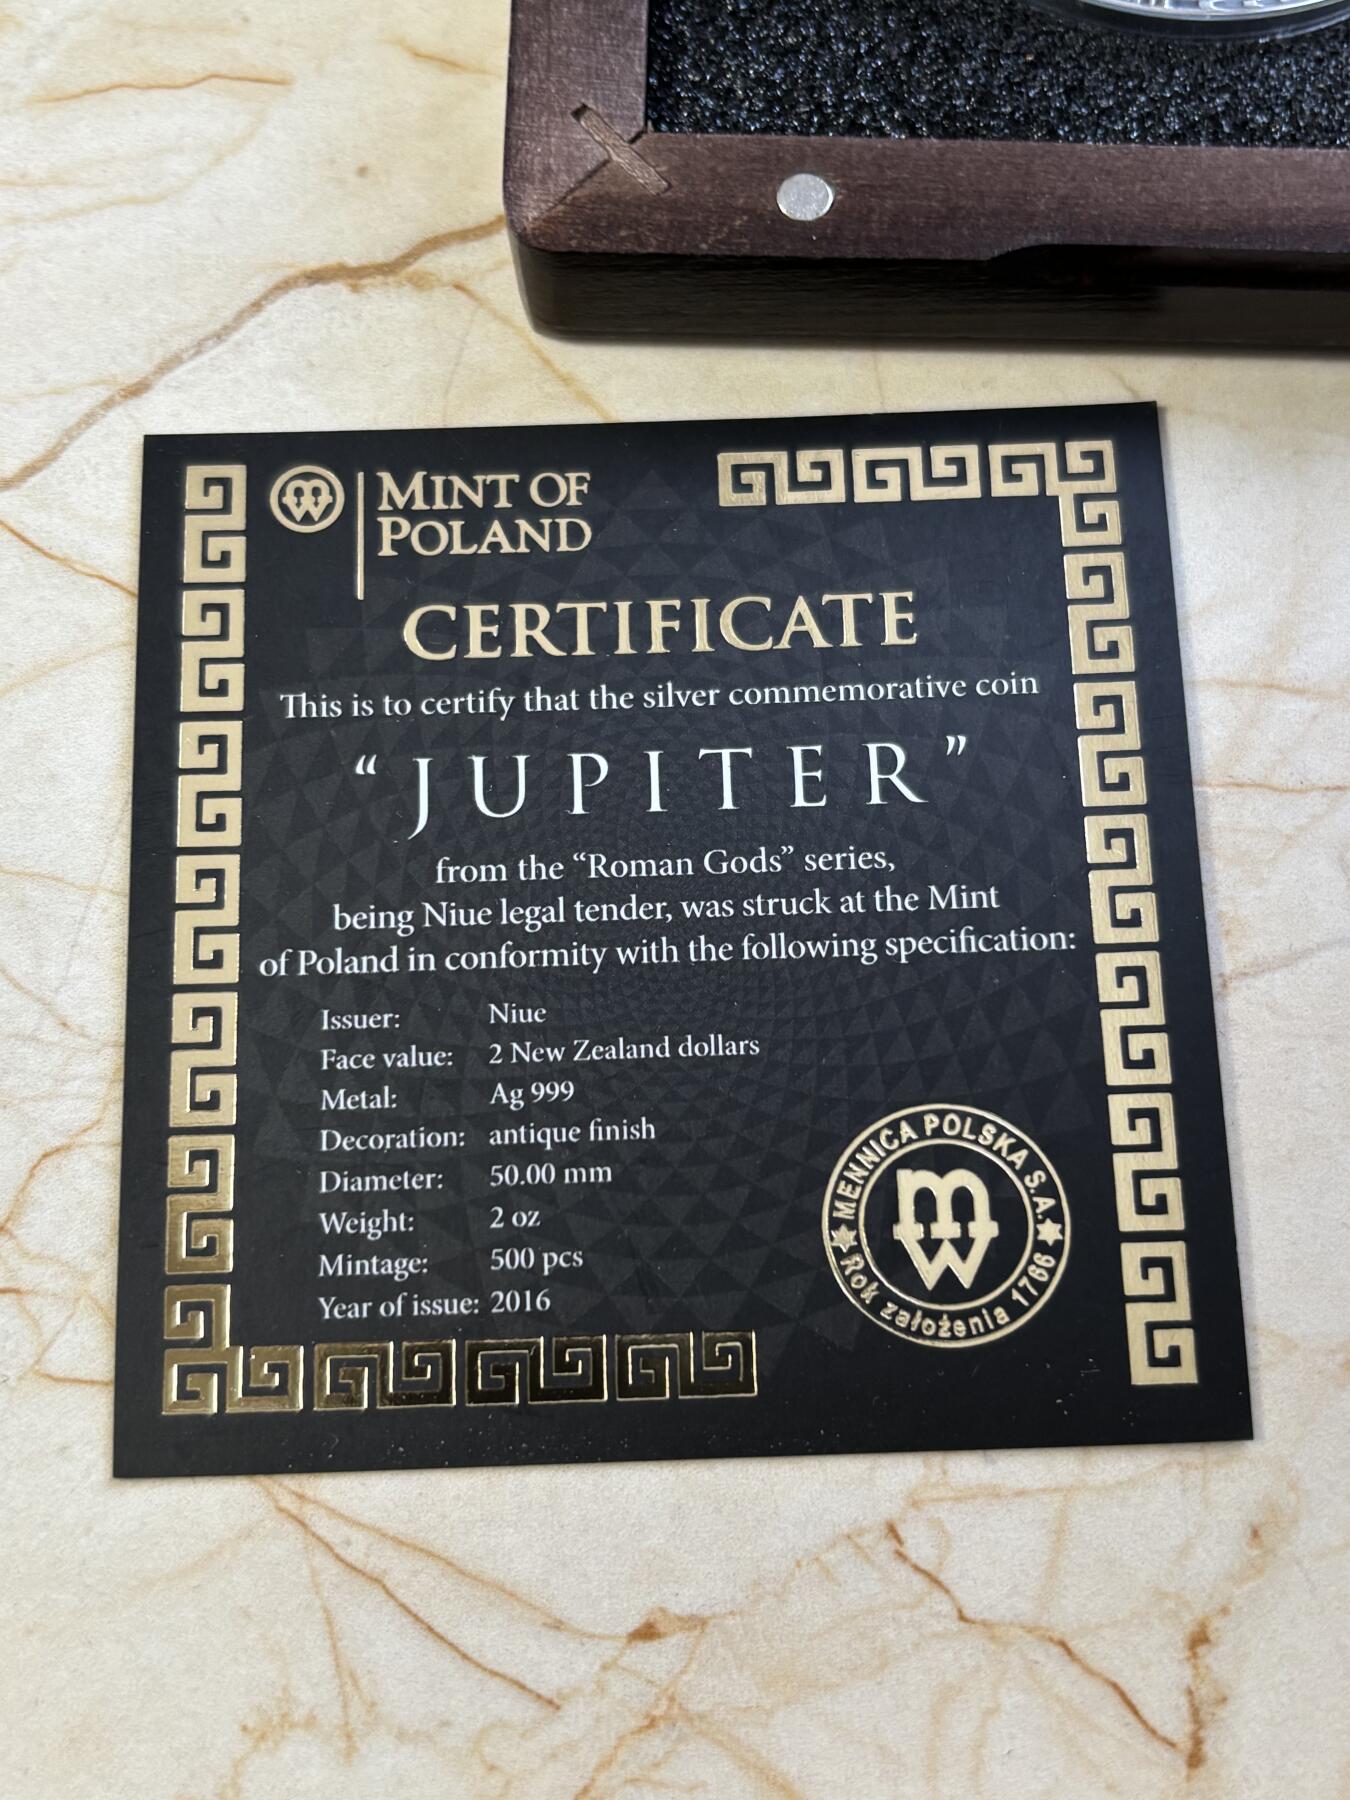 MINT OF
POLAND
CERTIFICATE
This is to certify that the silver commemorative coin
“JUPITER”
from the “Roman Gods” series,
being Niue legal tender, was struck at the Mint
of Poland in conformity with the following specification:
Issuer: Niue
Face value: 2 New Zealand dollars
Metal: Ag 999
Decoration: antique finish
Diameter: 50.00 mm
Weight: 2 oz
Mintage: 500 pcs
Year of issue: 2016
MENNICA POLSKA S.A.
mw
Rok założenia 1766